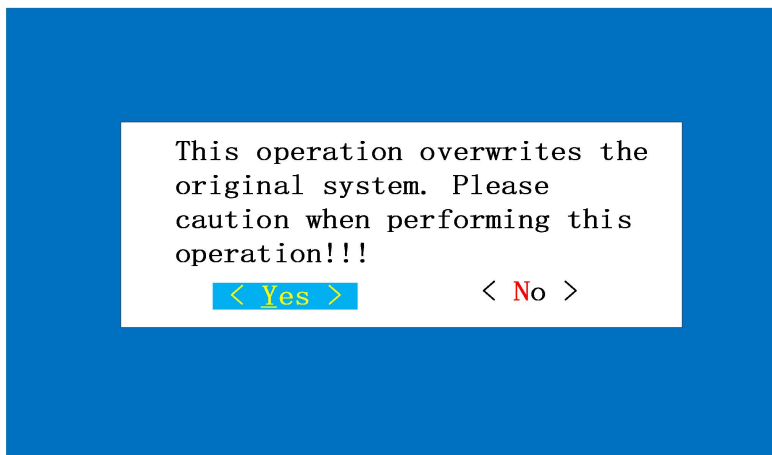 This operation overwrites the
original system. Please
caution when performing this
operation!!!
< Yes > < No >